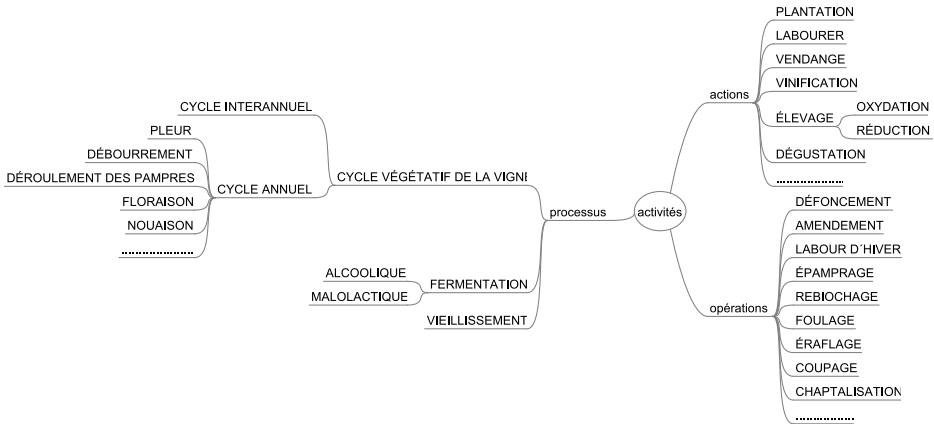 activités
processus
CYCLE VÉGÉTATIF DE LA VIGNE
CYCLE INTERANNUEL
CYCLE ANNUEL
PLEUR
DÉBOURREMENT
DÉROULEMENT DES PAMPRES
FLORAISON
NOUAISON
.....................
FERMENTATION
ALCOOLIQUE
MALOLACTIQUE
VIEILLISSEMENT
actions
PLANTATION
LABOURER
VENDANGE
VINIFICATION
ÉLEVAGE
OXYDATION
RÉDUCTION
DÉGUSTATION
...................
opérations
DÉFONCEMENT
AMENDEMENT
LABOUR D´HIVER
ÉPAMPRAGE
REBIOCHAGE
FOULAGE
ÉRAFLAGE
COUPAGE
CHAPTALISATION
.................